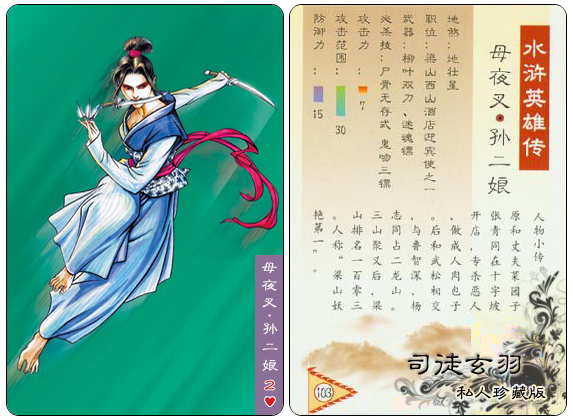 母夜叉·孙二娘
2
水浒英雄传
母夜叉·孙二娘
地煞：地壮星
职位：梁山西山酒店迎宾使之一
武器：柳叶双刀、迷魂镖
必杀技：尸骨无存式 鬼吻三镖
攻击力：7
攻击范围：30
防御力：15
人物小传
原和丈夫菜园子
张青同在十字坡
开店，专杀恶人
，做成人肉包子
。后和武松相交
，与鲁智深、杨
志同占二龙山。
三山聚义后，梁
山排名一百零三
。人称“梁山妖
艳第一”。
103
司徒玄羽
私人珍藏版